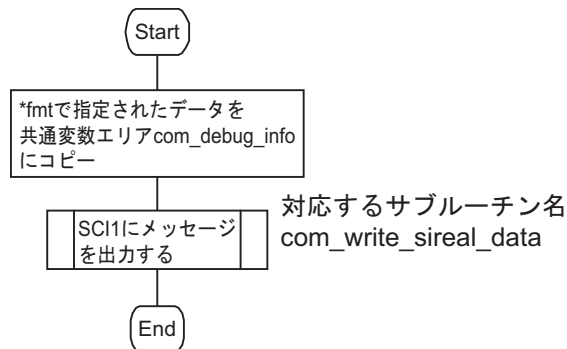 Start
*fmtで指定されたデータを
共通変数エリアcom_debug_info
にコピー
SCI1にメッセージ
を出力する
対応するサブルーチン名
com_write_sireal_data
End